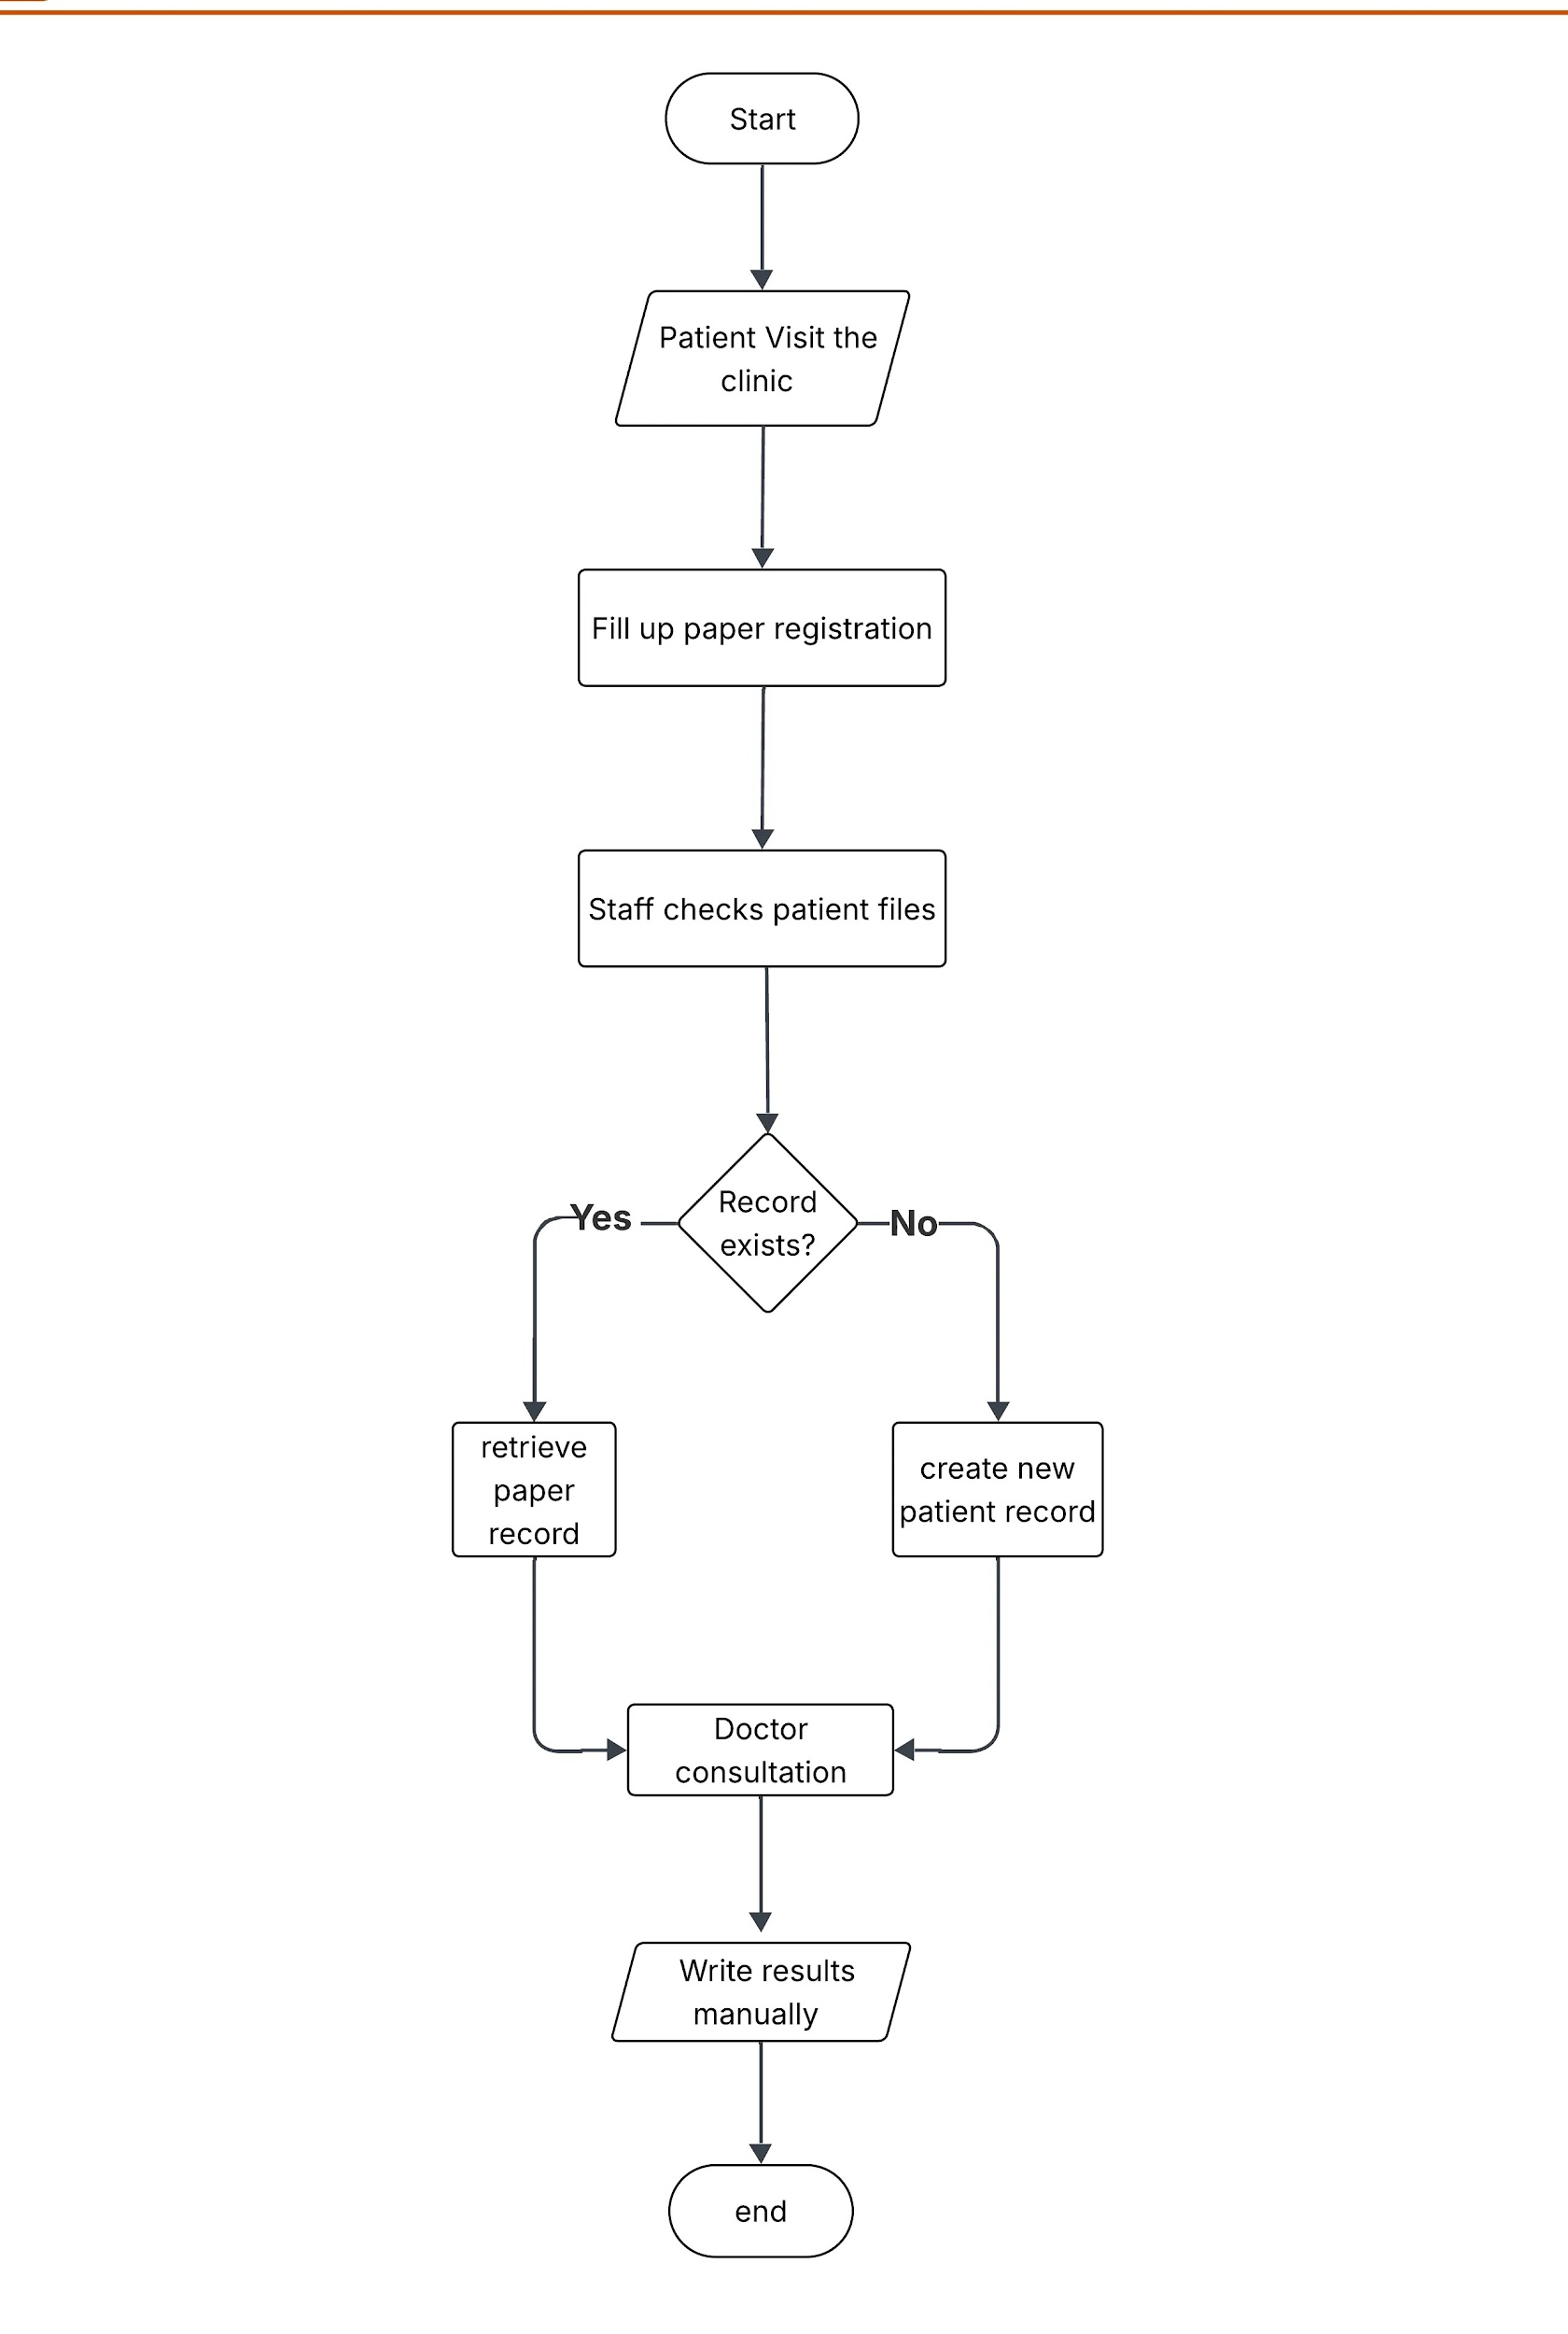 Start
Patient Visit the
clinic
Fill up paper registration
Staff checks patient files
Record
exists?
Yes
No
retrieve
paper
record
create new
patient record
Doctor
consultation
Write results
manually
end